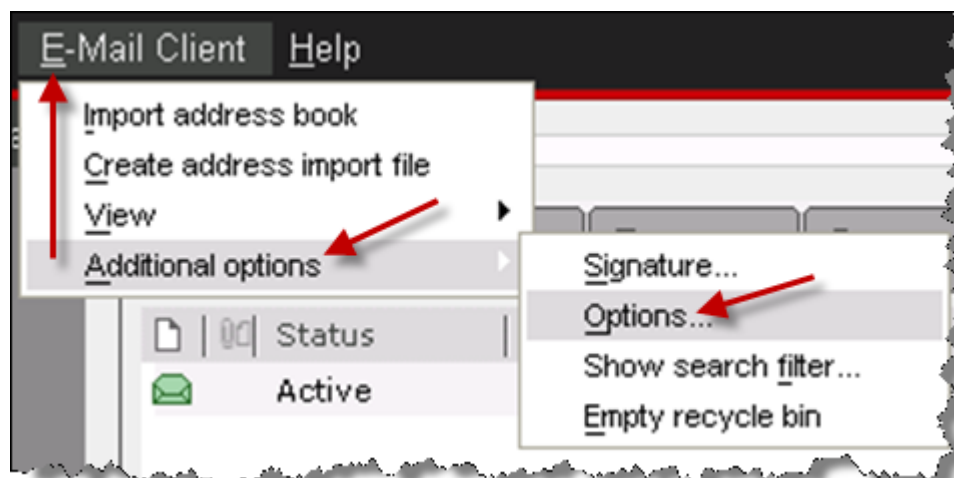 E-Mail Client Help
Import address book
Create address import file
View
Additional options
Signature...
Options...
Show search filter...
Empty recycle bin
Status
Active